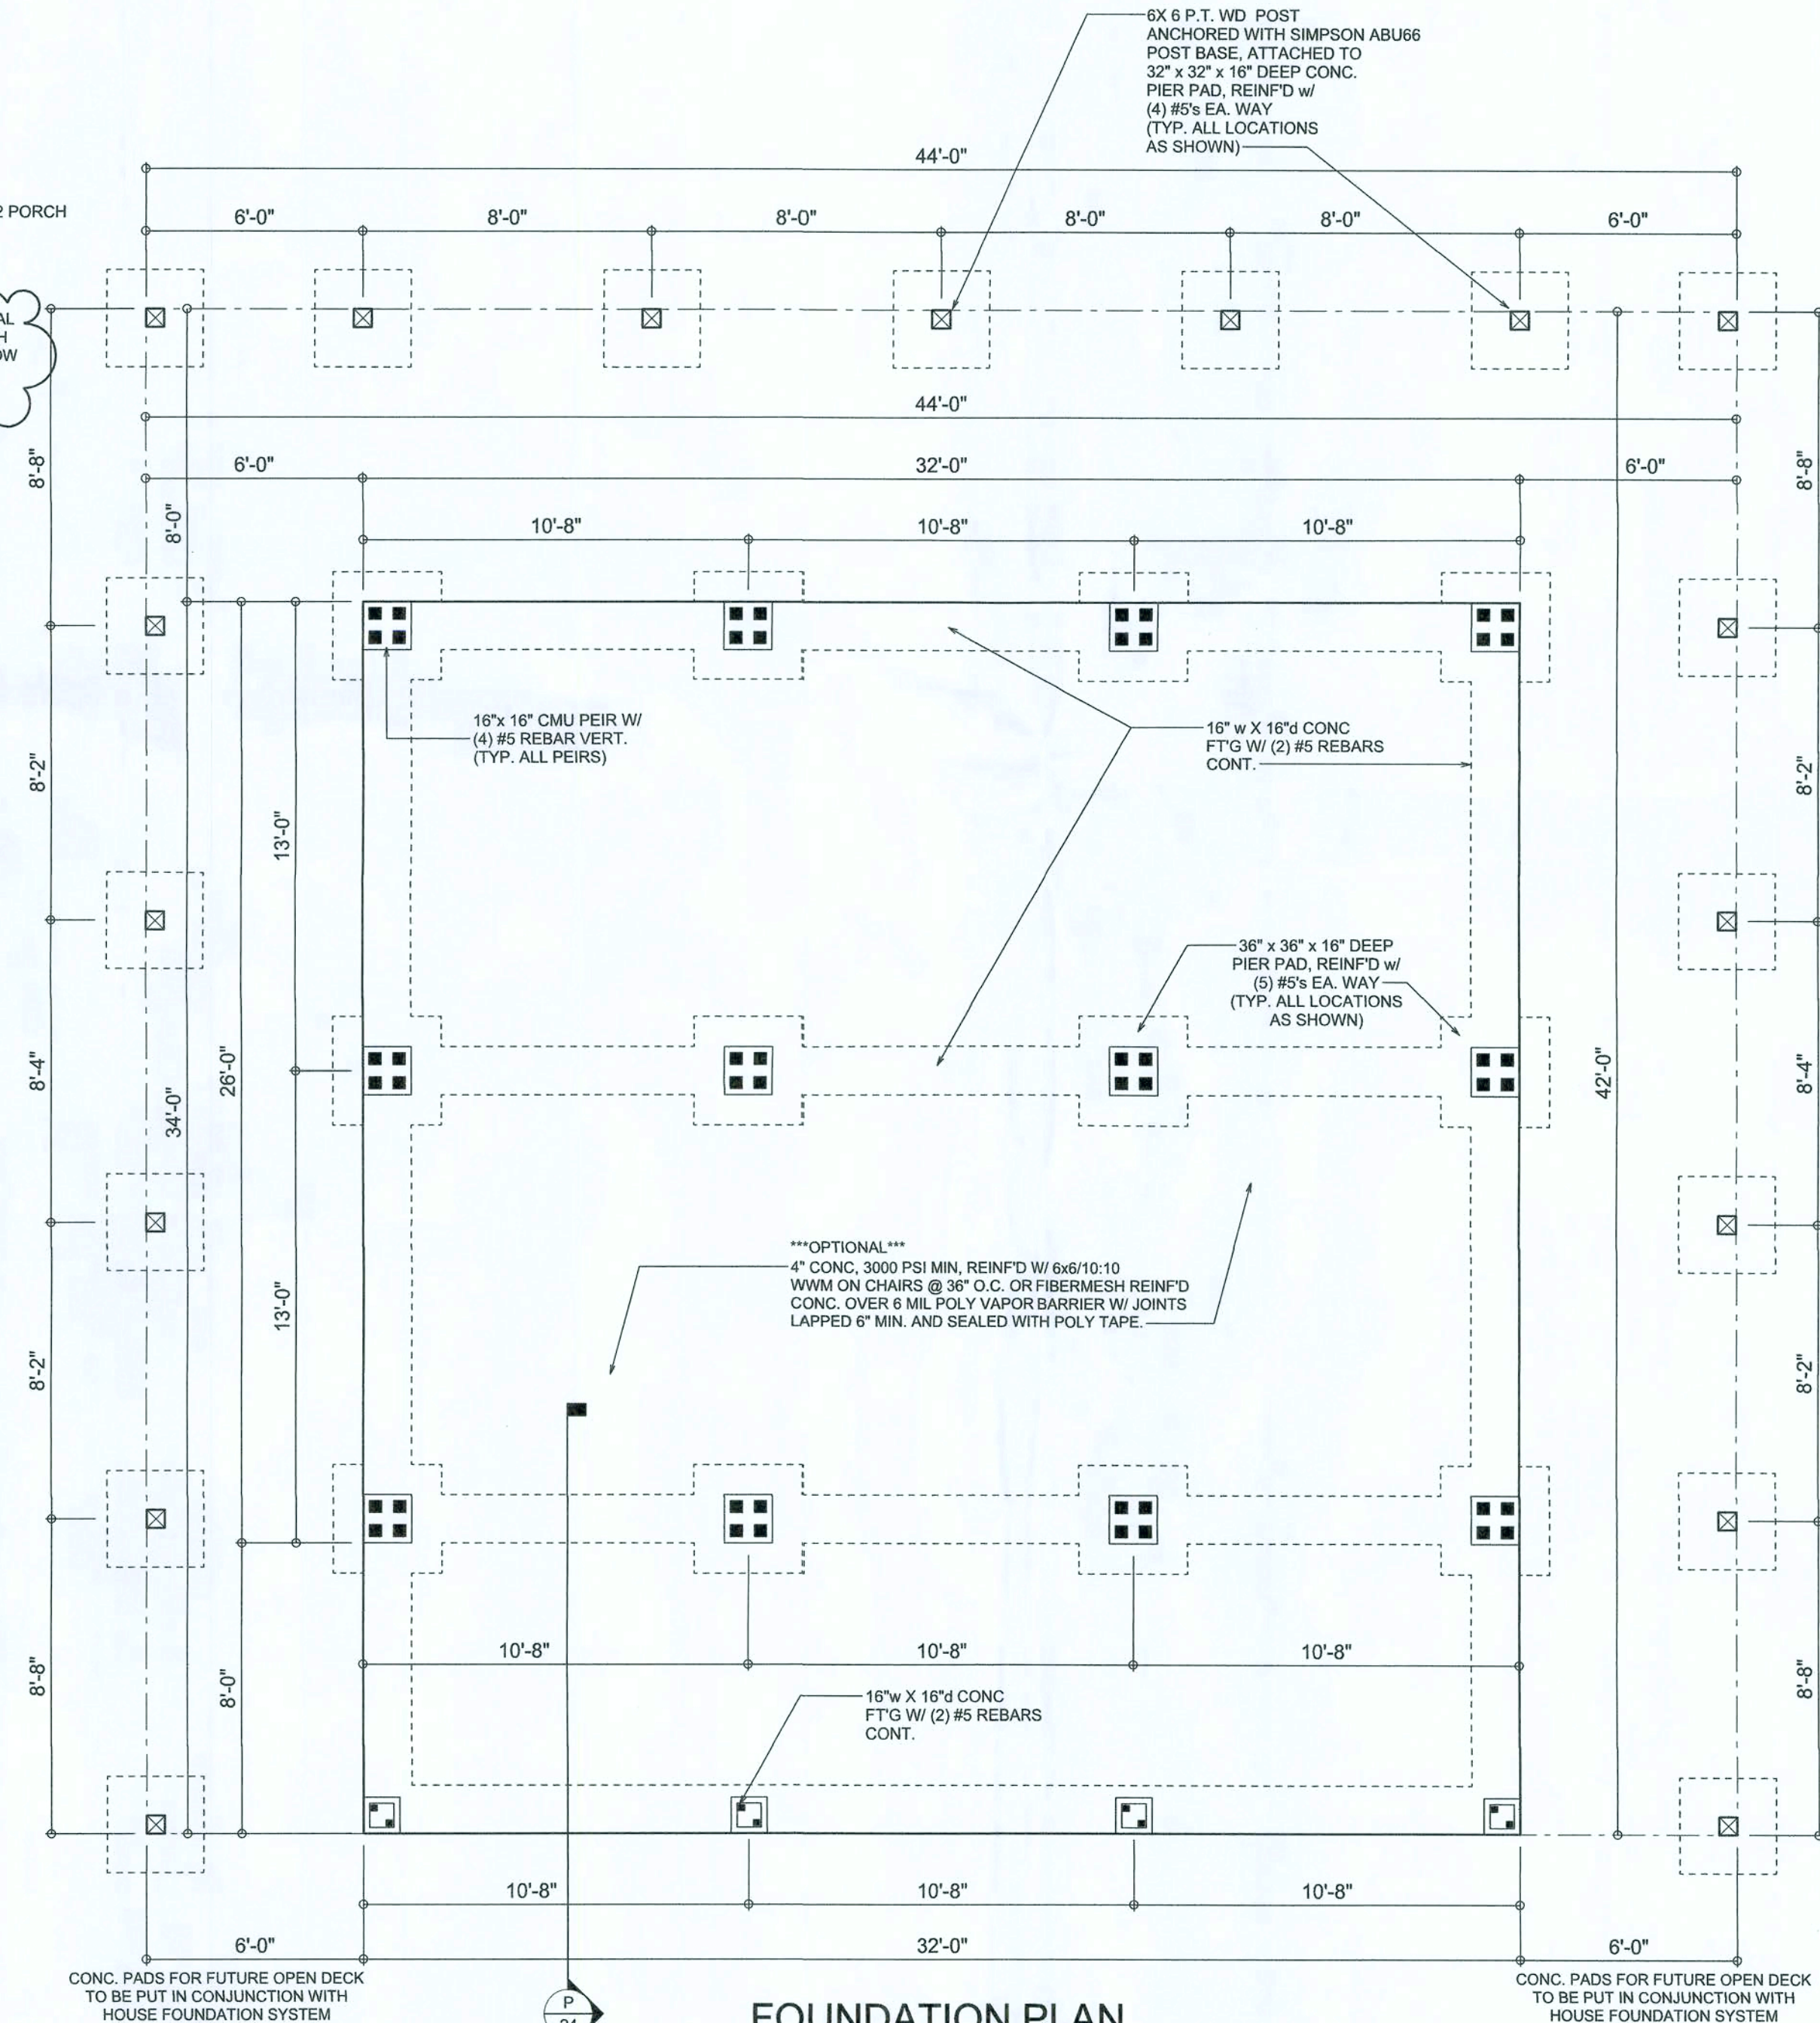 6X 6 P.T. WD POST
ANCHORED WITH SIMPSON ABU66
POST BASE, ATTACHED TO
32" x 32" x 16" DEEP CONC.
PIER PAD, REINF'D w/
(4) #5's EA. WAY
(TYP. ALL LOCATIONS
AS SHOWN)
44'-0"
2 PORCH
6'-0" 8'-0" 8'-0" 8'-0" 8'-0" 6'-0"
44'-0"
6'-0" 32'-0" 6'-0"
8'-8"
8'-0"
8'-8"
10'-8" 10'-8" 10'-8"
16"x 16" CMU PEIR W/
(4) #5 REBAR VERT.
(TYP. ALL PEIRS)
16" w X 16"d CONC
FT'G W/ (2) #5 REBARS
CONT.
8'-2"
13'-0"
8'-2"
36" x 36" x 16" DEEP
PIER PAD, REINF'D w/
(5) #5's EA. WAY
(TYP. ALL LOCATIONS
AS SHOWN)
8'-4"
34'-0"
26'-0"
42'-0"
8'-4"
***OPTIONAL***
4" CONC, 3000 PSI MIN, REINF'D W/ 6x6/10:10
WWM ON CHAIRS @ 36" O.C. OR FIBERMESH REINF'D
CONC. OVER 6 MIL POLY VAPOR BARRIER W/ JOINTS
LAPPED 6" MIN. AND SEALED WITH POLY TAPE.
8'-2"
13'-0"
8'-2"
10'-8" 10'-8" 10'-8"
8'-8"
8'-0"
8'-8"
16"w X 16"d CONC
FT'G W/ (2) #5 REBARS
CONT.
10'-8" 10'-8" 10'-8"
6'-0" 32'-0" 6'-0"
CONC. PADS FOR FUTURE OPEN DECK
TO BE PUT IN CONJUNCTION WITH
HOUSE FOUNDATION SYSTEM
P
FOUNDATION PLAN
CONC. PADS FOR FUTURE OPEN DECK
TO BE PUT IN CONJUNCTION WITH
HOUSE FOUNDATION SYSTEM